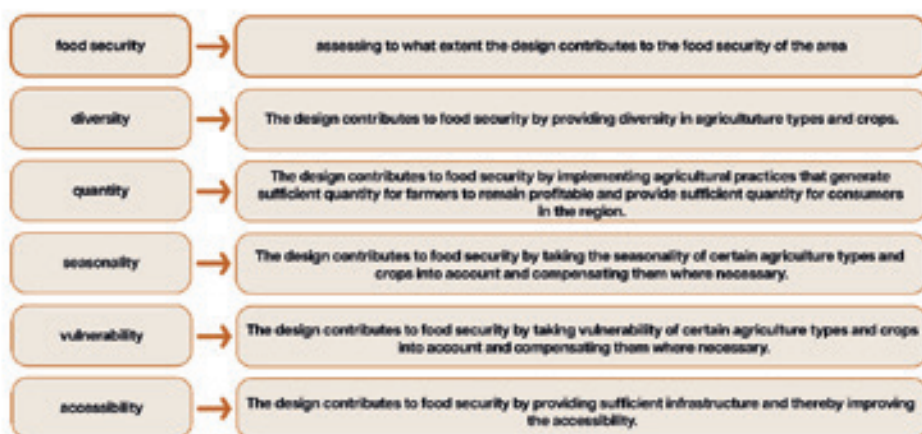 food security
assessing to what extent the design contributes to the food security of the area
diversity
The design contributes to food security by providing diversity in agricultuture types and crops.
quantity
The design contributes to food security by implementing agricultural practices that generate
sufficient quantity for farmers to remain profitable and provide sufficient quantity for consumers
in the region.
seasonality
The design contributes to food security by taking the seasonality of certain agriculture types and
crops into account and compensating them where necessary.
vulnerability
The design contributes to food security by taking vulnerability of certain agriculture types and crops
into account and compensating them where necessary.
accessibility
The design contributes to food security by providing sufficient infrastructure and thereby improving
the accessibility.